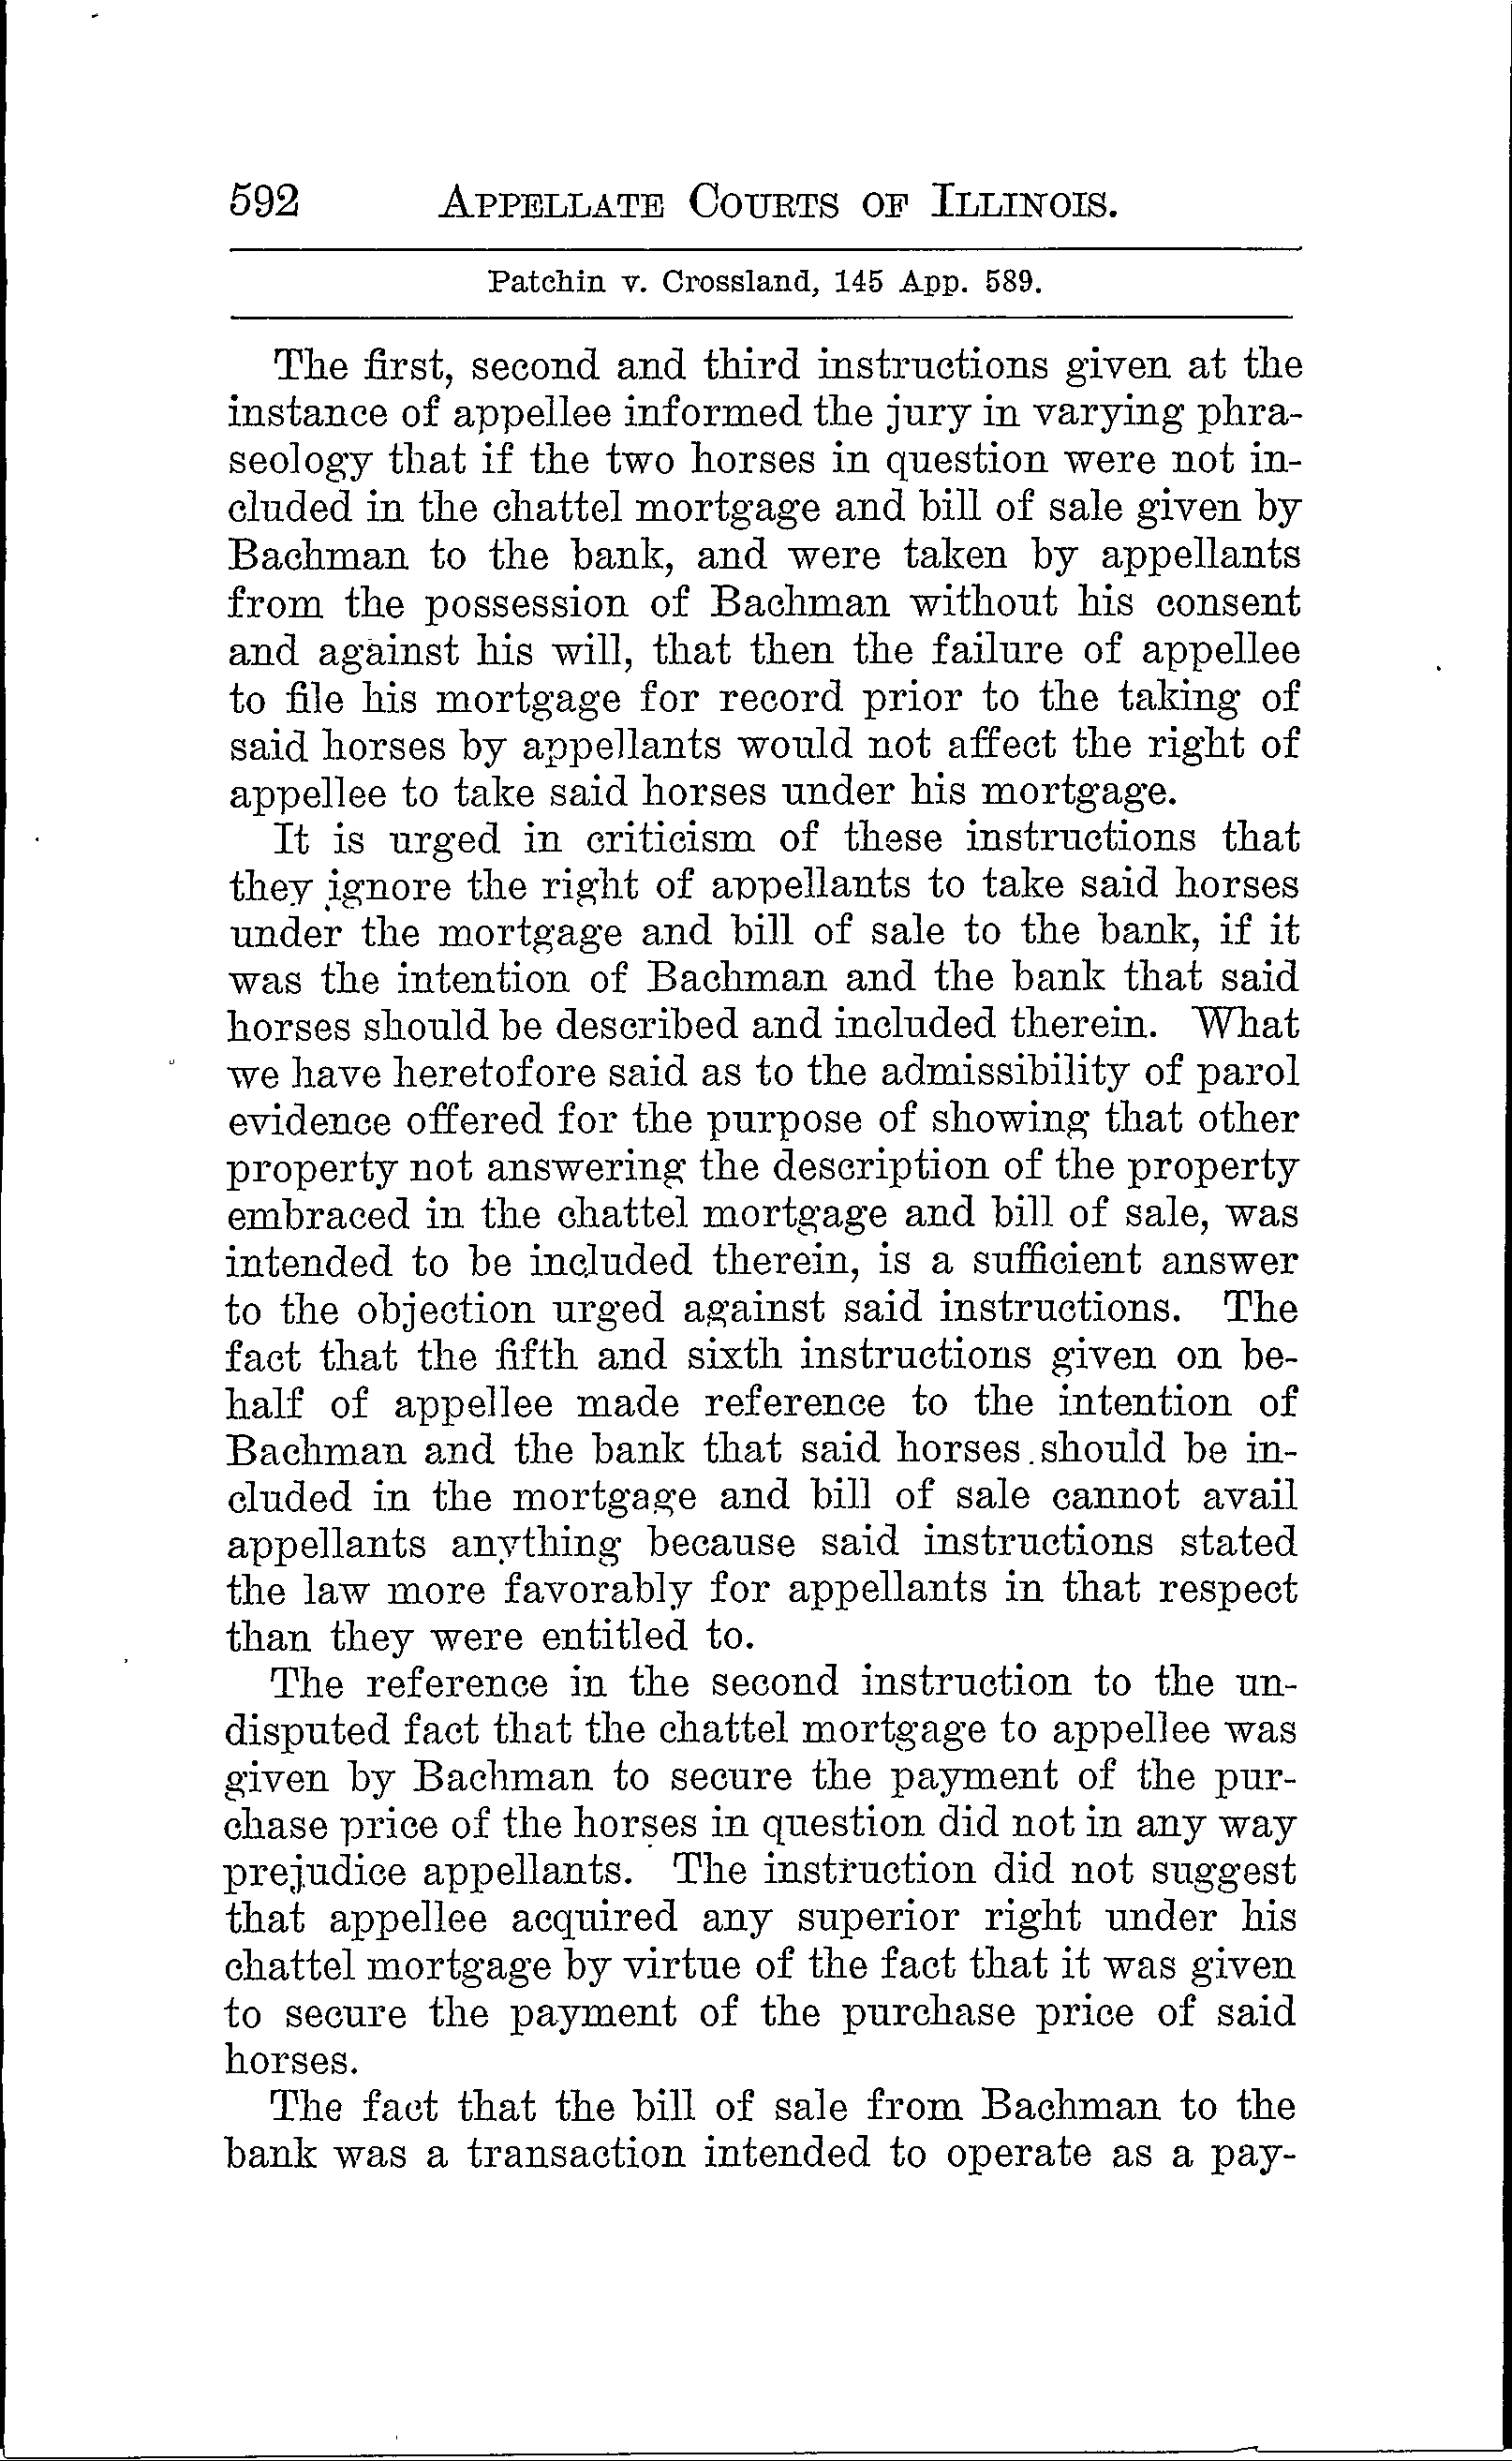 592 APPELLATE COURTS OF ILLINOIS.
Patchin v. Crossland, 145 App. 589.
The first, second and third instructions given at the
instance of appellee informed the jury in varying phra-
seology that if the two horses in question were not in-
cluded in the chattel mortgage and bill of sale given by
Bachman to the bank, and were taken by appellants
from the possession of Bachman without his consent
and against his will, that then the failure of appellee
to file his mortgage for record prior to the taking of
said horses by appellants would not affect the right of
appellee to take said horses under his mortgage.
It is urged in criticism of these instructions that
they ignore the right of appellants to take said horses
under the mortgage and bill of sale to the bank, if it
was the intention of Bachman and the bank that said
horses should be described and included therein. What
we have heretofore said as to the admissibility of parol
evidence offered for the purpose of showing that other
property not answering the description of the property
embraced in the chattel mortgage and bill of sale, was
intended to be included therein, is a sufficient answer
to the objection urged against said instructions. The
fact that the fifth and sixth instructions given on be-
half of appellee made reference to the intention of
Bachman and the bank that said horses should be in-
cluded in the mortgage and bill of sale cannot avail
appellants anything because said instructions stated
the law more favorably for appellants in that respect
than they were entitled to.
The reference in the second instruction to the un-
disputed fact that the chattel mortgage to appellee was
given by Bachman to secure the payment of the pur-
chase price of the horses in question did not in any way
prejudice appellants. The instruction did not suggest
that appellee acquired any superior right under his
chattel mortgage by virtue of the fact that it was given
to secure the payment of the purchase price of said
horses.
The fact that the bill of sale from Bachman to the
bank was a transaction intended to operate as a pay-